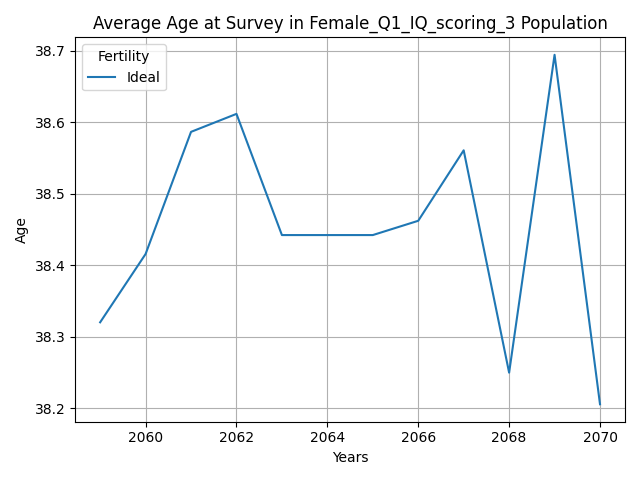 Average Age at Survey in Female_Q1_IQ_scoring_3 Population
Fertility
Ideal
38.7
38.6
38.5
38.4
38.3
38.2
Age
2060 2062 2064 2066 2068 2070
Years